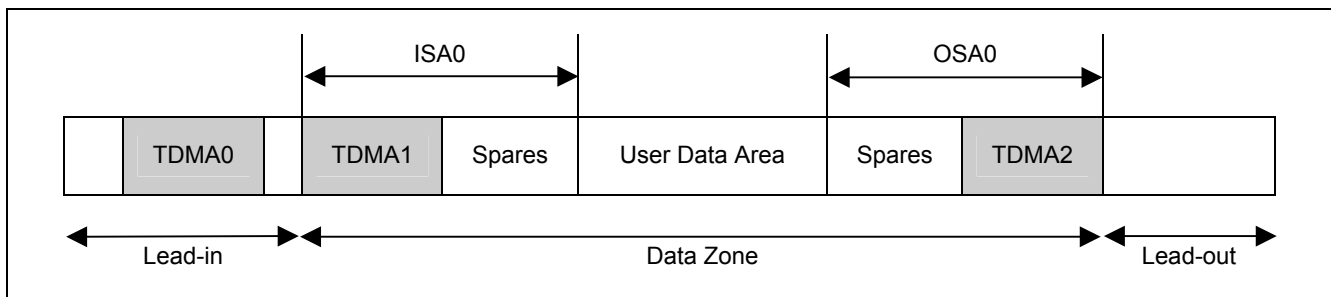 ISA0
OSA0
TDMA0
TDMA1
Spares
User Data Area
Spares
TDMA2
Lead-in
Data Zone
Lead-out